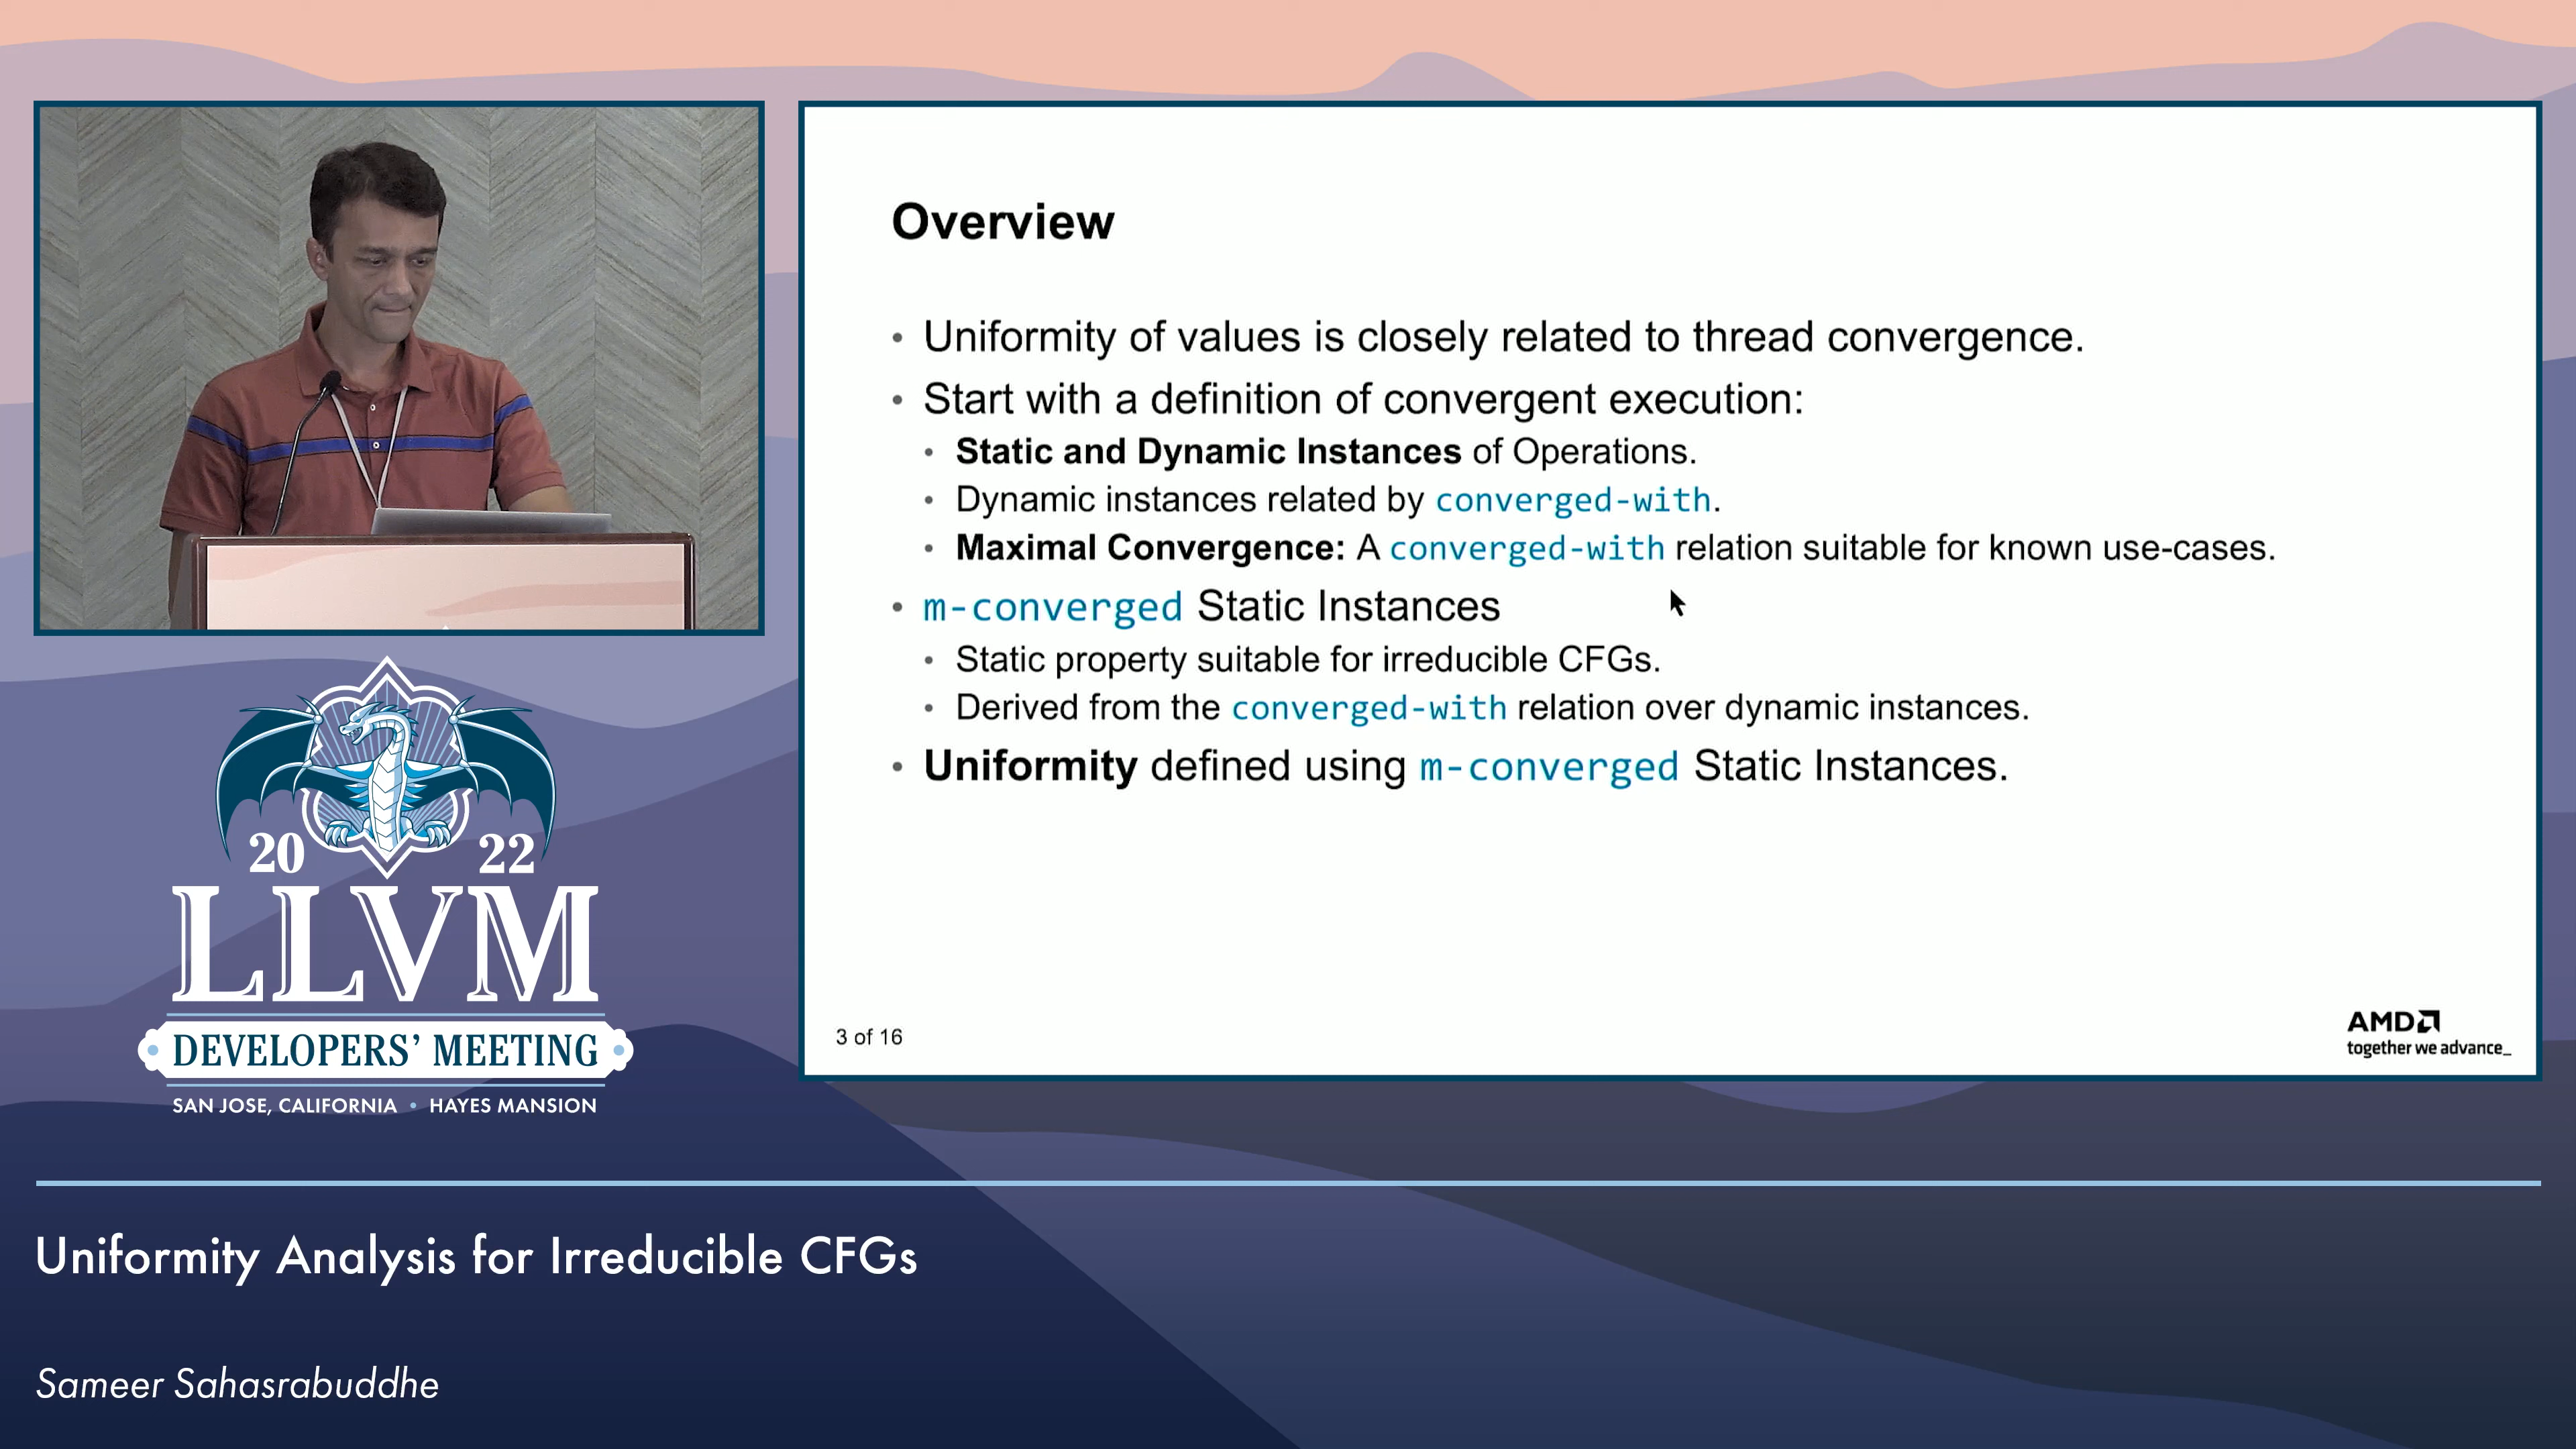 Overview
• Uniformity of values is closely related to thread convergence.
• Start with a definition of convergent execution:
• Static and Dynamic Instances of Operations.
• Dynamic instances related by converged-with.
• Maximal Convergence: A converged-with relation suitable for known use-cases.
• m-converged Static Instances
• Static property suitable for irreducible CFGs.
• Derived from the converged-with relation over dynamic instances.
• Uniformity defined using m-converged Static Instances.
3 of 16
AMD
together we advance_
20 22
LLVM
DEVELOPERS’ MEETING
SAN JOSE, CALIFORNIA • HAYES MANSION
Uniformity Analysis for Irreducible CFGs
Sameer Sahasrabuddhe